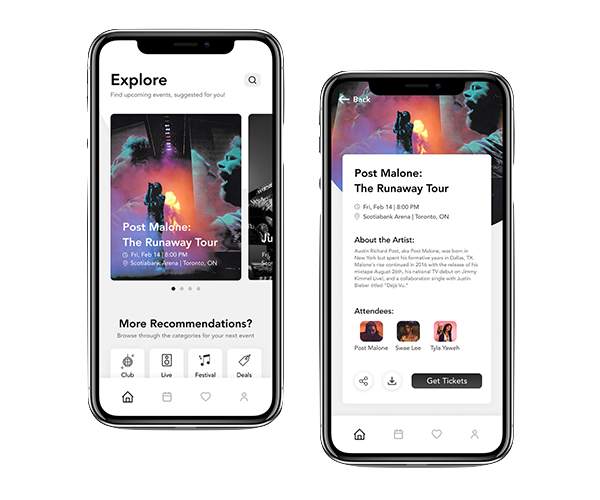 Explore
Find upcoming events, suggested for you!
Post Malone:
The Runaway Tour
Fri, Feb 14 | 8:00 PM
Scotiabank Arena | Toronto, ON
Ju
More Recommendations?
Browse through the categories for your next event
Club
Live
Festival
Deals
Back
Post Malone:
The Runaway Tour
Fri, Feb 14 | 8:00 PM
Scotiabank Arena | Toronto, ON
About the Artist:
Austin Richard Post, aka Post Malone, was born in
New York but spent his formative years in Dallas, TX.
Malone's rise continued in 2016 with the release of his
mixtape August 26th, his national TV debut on Jimmy
Kimmel Live!, and a collaboration single with Justin
Bieber titled "Déjà Vu."
Attendees:
Post Malone
Swae Lee
Tyla Yaweh
Get Tickets